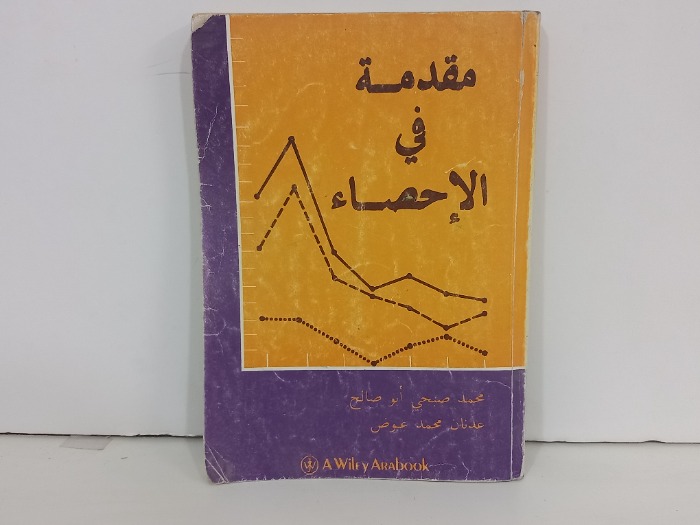 مقدمة
في
الإحصاء
محمد صبحي أبو صالح
عدنان محمد عوض
A Wiley Arabook